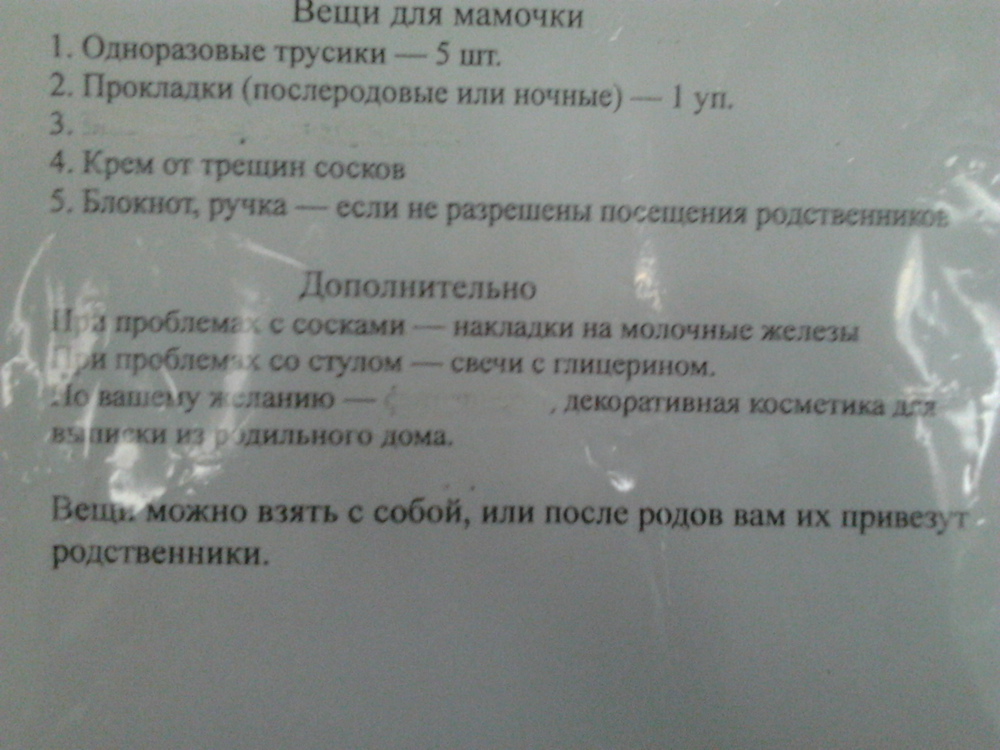 Вещи для мамочки
1. Одноразовые трусики — 5 шт.
2. Прокладки (послеродовые или ночные) — 1 уп.
3.
4. Крем от трещин сосков
5. Блокнот, ручка — если не разрешены посещения родственников
Дополнительно
При проблемах с сосками — накладки на молочные железы
При проблемах со стулом — свечи с глицерином.
По вашему желанию — , декоративная косметика для
выписки из родильного дома.
Вещи можно взять с собой, или после родов вам их привезут
родственники.